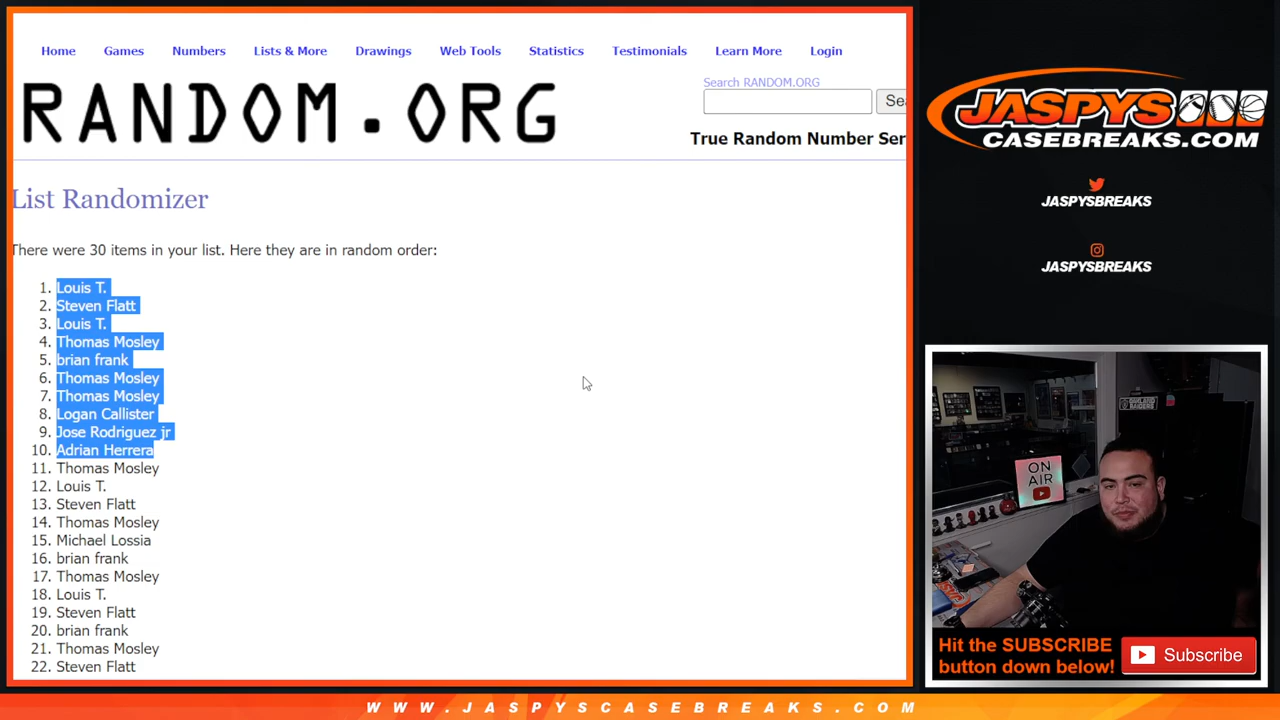 Home Games Numbers Lists & More Drawings Web Tools Statistics Testimonials Learn More Login
RANDOM.ORG
Search RANDOM.ORG
Sea
True Random Number Ser
List Randomizer
There were 30 items in your list. Here they are in random order:
1. Louis T.
2. Steven Flatt
3. Louis T.
4. Thomas Mosley
5. brian frank
6. Thomas Mosley
7. Thomas Mosley
8. Logan Callister
9. Jose Rodriguez jr
10. Adrian Herrera
11. Thomas Mosley
12. Louis T.
13. Steven Flatt
14. Thomas Mosley
15. Michael Lossia
16. brian frank
17. Thomas Mosley
18. Louis T.
19. Steven Flatt
20. brian frank
21. Thomas Mosley
22. Steven Flatt
JASPYS
CASEBREAKS.COM
JASPYSBREAKS
JASPYSBREAKS
ON
AIR
Hit the SUBSCRIBE
button down below!
Subscribe
WWW.JASPYSCASEBREAKS.COM